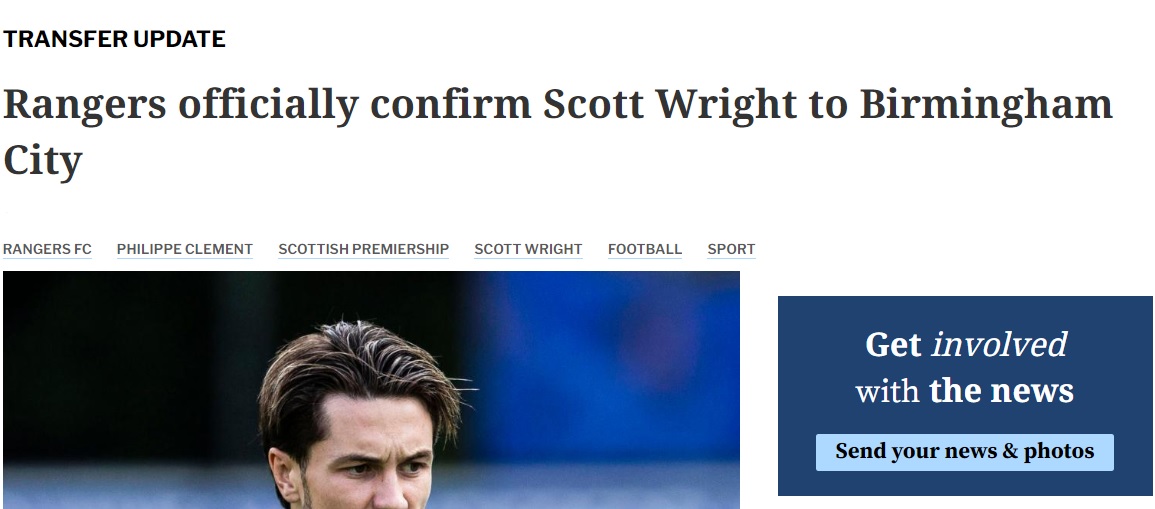 TRANSFER UPDATE
Rangers officially confirm Scott Wright to Birmingham
City
RANGERS FC PHILIPPE CLEMENT SCOTTISH PREMIERSHIP SCOTT WRIGHT FOOTBALL SPORT
Get involved
with the news
Send your news & photos